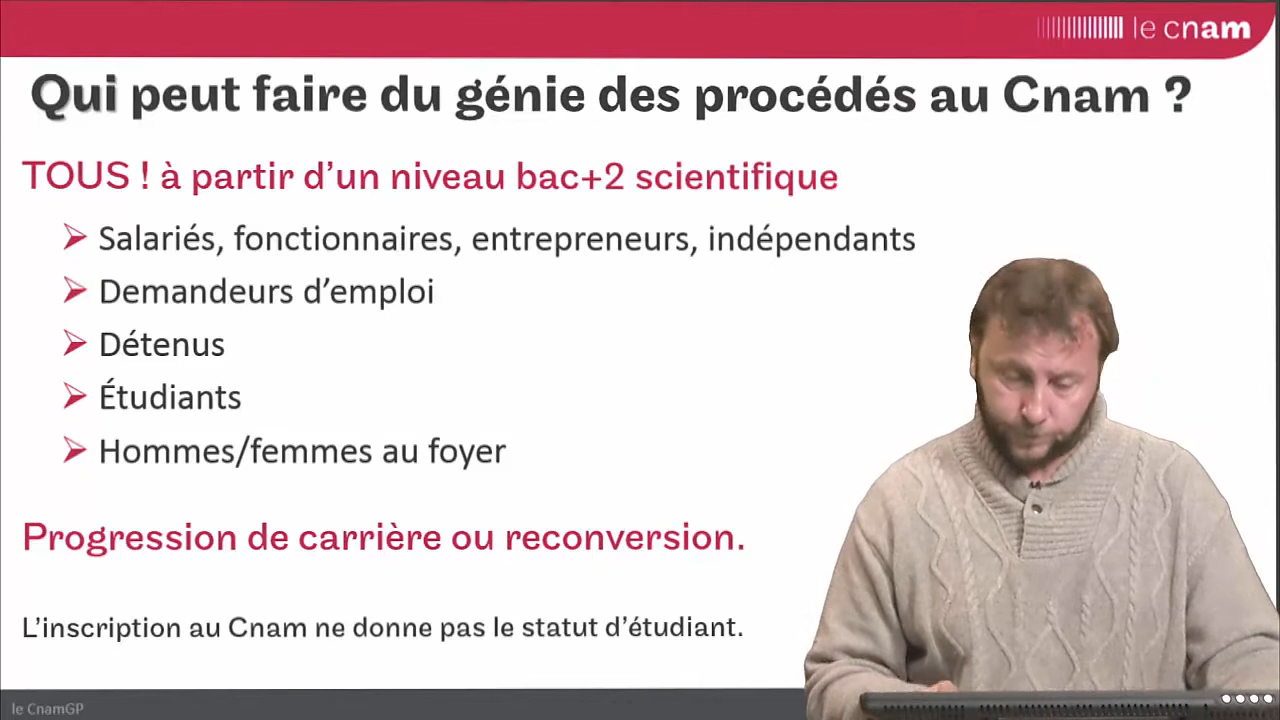 le cnam
Qui peut faire du génie des procédés au Cnam ?
TOUS ! à partir d’un niveau bac+2 scientifique
Salariés, fonctionnaires, entrepreneurs, indépendants
Demandeurs d’emploi
Détenus
Étudiants
Hommes/femmes au foyer
Progression de carrière ou reconversion.
L’inscription au Cnam ne donne pas le statut d’étudiant.
le CnamGP